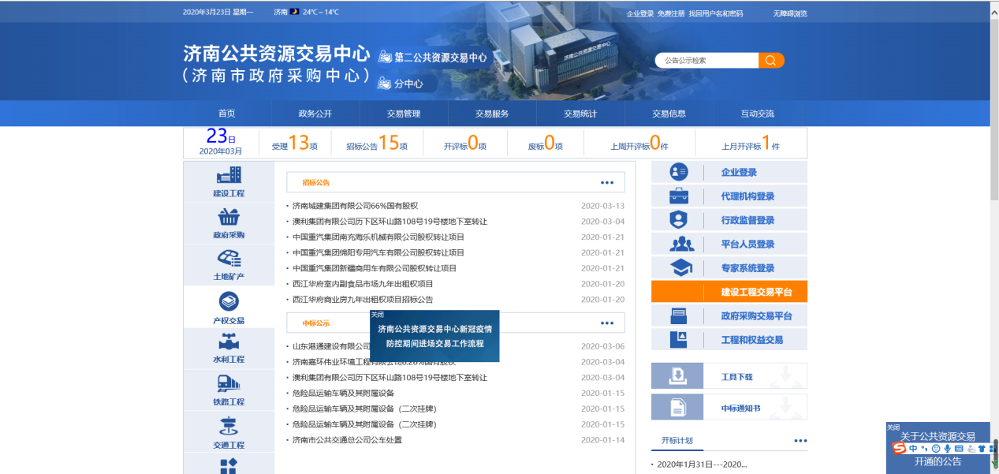 2020年3月23日 星期一 济南 24℃~14℃ 企业登录 免费注册 找回用户名和密码 无障碍浏览
济南公共资源交易中心 第二公共资源交易中心
(济南市政府采购中心) 分中心
济南公共资源交易中心
公告公示检索
首页 政务公开 交易管理 交易服务 交易统计 交易信息 互动交流
23日
2020年03月
受理13项 招标公告15项 开评标0项 废标0项 上周开评标0件 上月开评标1件
建设工程
政府采购
土地矿产
产权交易
水利工程
铁路工程
交通工程
招标公告 •••
· 济南城建集团有限公司66%国有股权 2020-03-13
· 澳利集团有限公司历下区环山路108号19号楼地下室转让 2020-03-04
· 中国重汽集团南充海乐机械有限公司股权转让项目 2020-01-21
· 中国重汽集团绵阳专用汽车有限公司股权转让项目 2020-01-21
· 中国重汽集团新疆商用车有限公司股权转让项目 2020-01-21
· 西江华府室内副食品市场九年出租权项目 2020-01-20
· 西江华府商业房九年出租权项目招标公告 2020-01-20
中标公示 •••
关闭
济南公共资源交易中心新冠疫情
防控期间进场交易工作流程
· 山东港通建设有限公司 2020-03-06
· 济南嘉环伟业环境工程有限公司8.26%国有股权 2020-03-04
· 澳利集团有限公司历下区环山路108号19号楼地下室转让 2020-03-04
· 危险品运输车辆及其附属设备 2020-01-15
· 危险品运输车辆及其附属设备(二次挂牌) 2020-01-15
· 危险品运输车辆及其附属设备(二次挂牌) 2020-01-15
· 济南市公共交通总公司公车处置 2020-01-14
企业登录
代理机构登录
行政监督登录
平台人员登录
专家系统登录
建设工程交易平台
政府采购交易平台
工程和权益交易
工具下载
中标通知书
开标计划 •••
· 2020年1月31日---2020...
关闭
关于公共资源交易
中
开通的公告